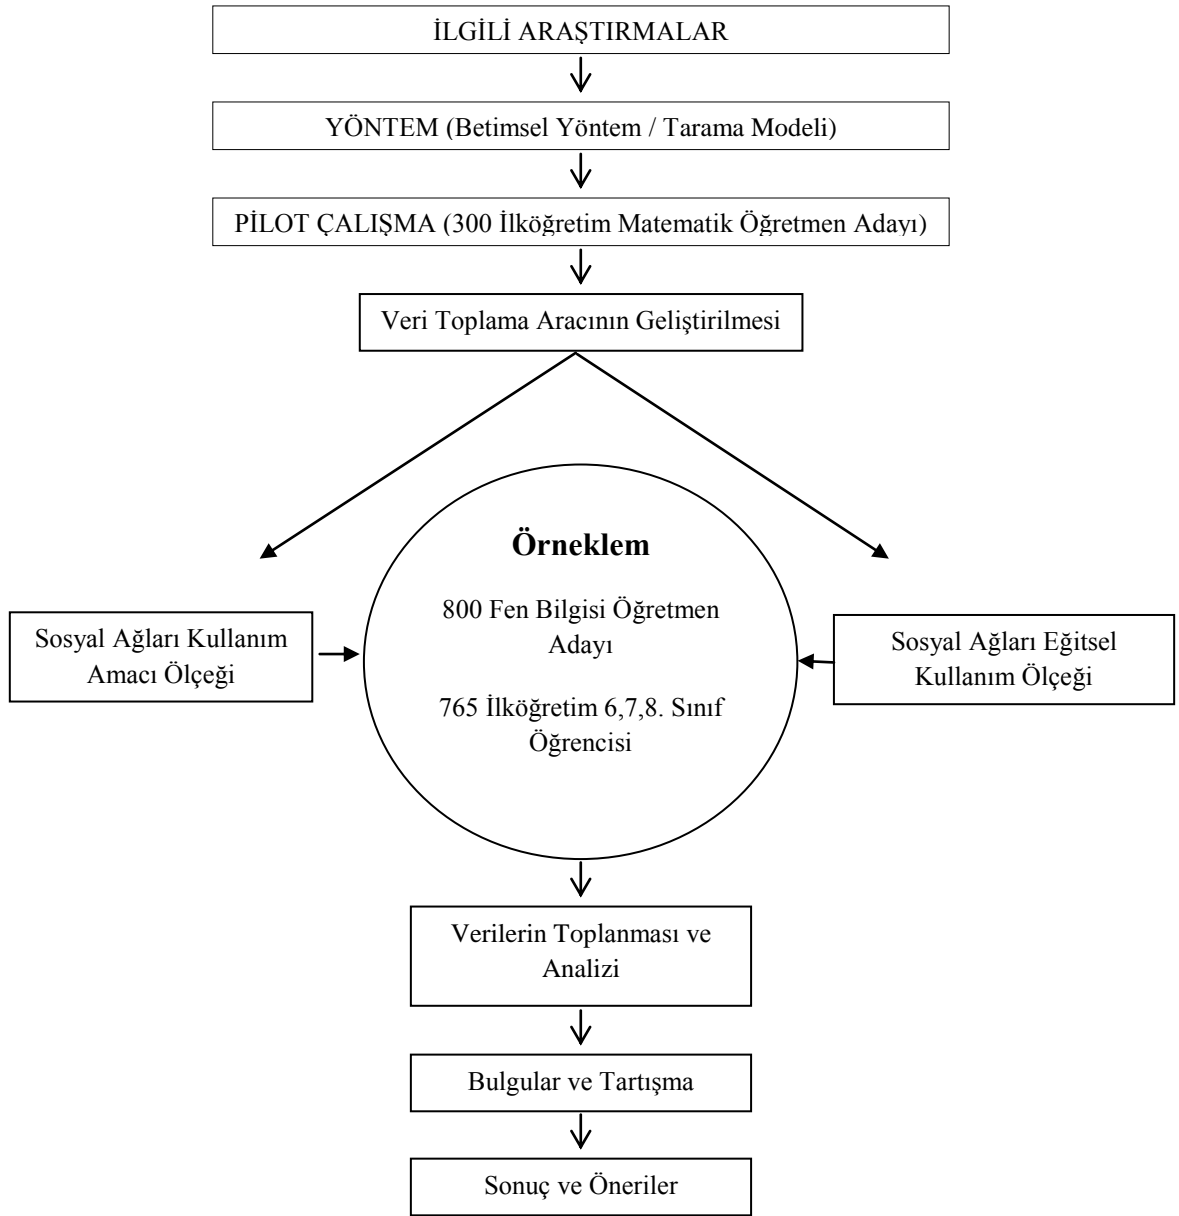 İLGİLİ ARAŞTIRMALAR
YÖNTEM (Betimsel Yöntem / Tarama Modeli)
PİLOT ÇALIŞMA (300 İlköğretim Matematik Öğretmen Adayı)
Veri Toplama Aracının Geliştirilmesi
Örneklem
800 Fen Bilgisi Öğretmen
Adayı
765 İlköğretim 6,7,8. Sınıf
Öğrencisi
Sosyal Ağları Kullanım
Amacı Ölçeği
Sosyal Ağları Eğitsel
Kullanım Ölçeği
Verilerin Toplanması ve
Analizi
Bulgular ve Tartışma
Sonuç ve Öneriler